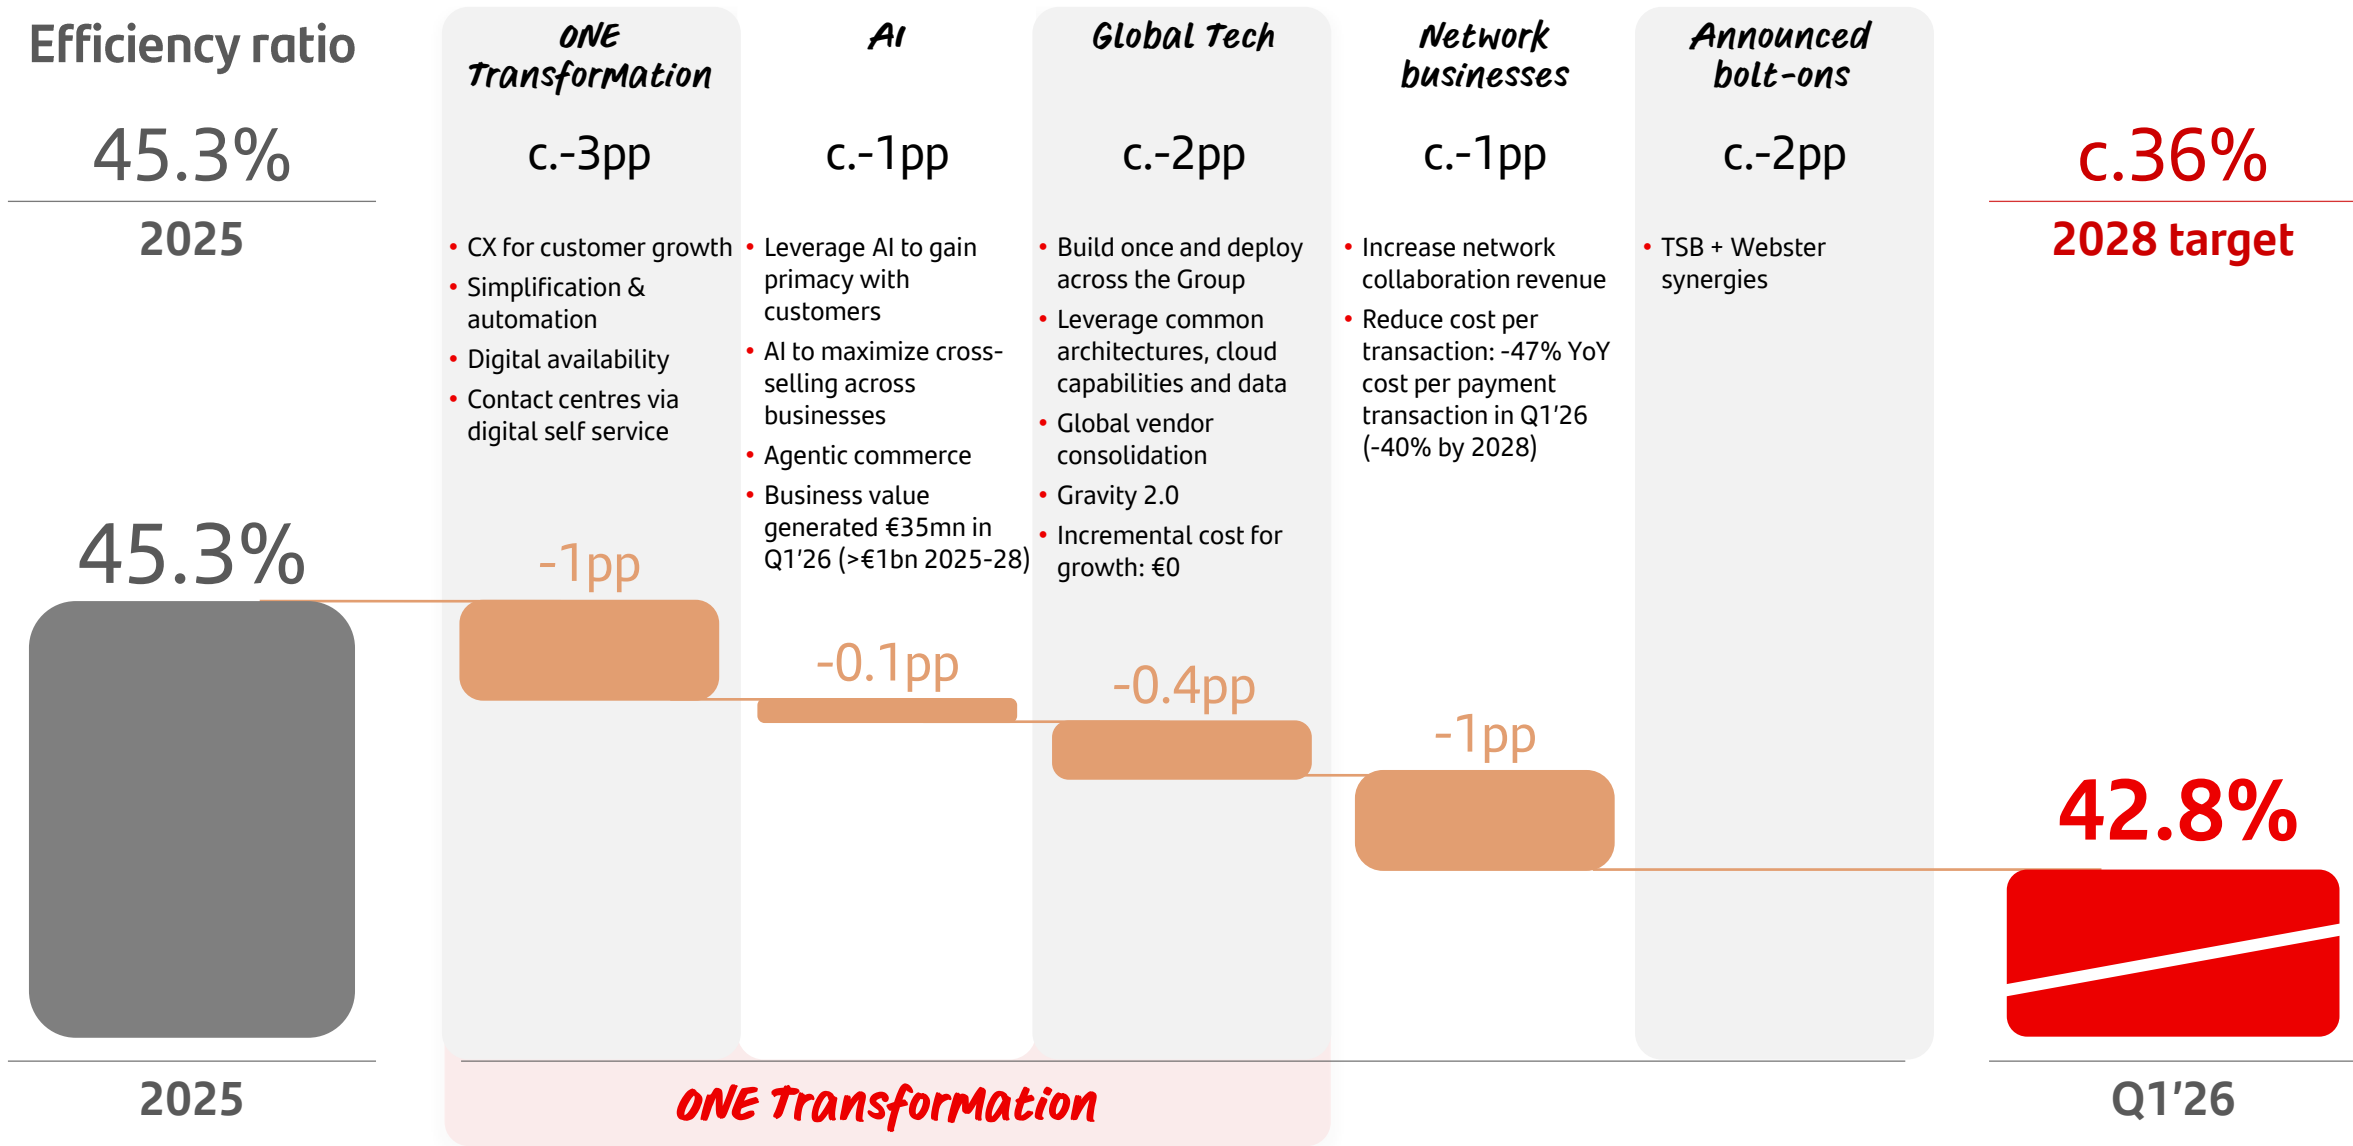 Efficiency ratio
45.3%
2025
ONE
Transformation
c.-3pp
• CX for customer growth
• Simplification &
automation
• Digital availability
• Contact centres via
digital self service
AI
c.-1pp
• Leverage AI to gain
primacy with
customers
• AI to maximize cross-
selling across
businesses
• Agentic commerce
• Business value
generated €35mn in
Q1’26 (>€1bn 2025-28)
Global Tech
c.-2pp
• Build once and deploy
across the Group
• Leverage common
architectures, cloud
capabilities and data
• Global vendor
consolidation
• Gravity 2.0
• Incremental cost for
growth: €0
Network
businesses
c.-1pp
• Increase network
collaboration revenue
• Reduce cost per
transaction: -47% YoY
cost per payment
transaction in Q1’26
(-40% by 2028)
Announced
bolt-ons
c.-2pp
• TSB + Webster
synergies
c.36%
2028 target
45.3%
-1pp
-0.1pp
-0.4pp
-1pp
42.8%
2025
ONE Transformation
Q1’26